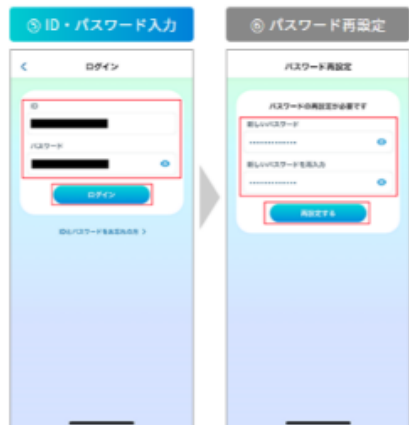 ⑤ ID・パスワード入力
ログイン
ID
パスワード
ログイン
IDとパスワードをお忘れの方 >
⑥ パスワード再設定
パスワード再設定
パスワードの再設定が必要です
新しいパスワード
新しいパスワードを再入力
再設定する